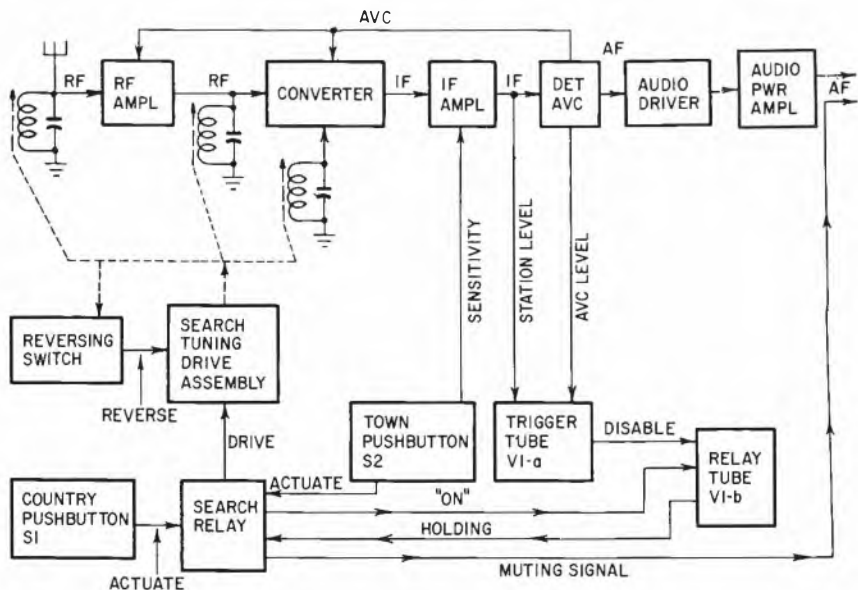 AVC
RF
RF
AMPL
RF
CONVERTER
IF
IF
AMPL
IF
DET
AVC
AF
AUDIO
DRIVER
AUDIO
PWR
AMPL
AF
SENSITIVITY
STATION LEVEL
AVC LEVEL
REVERSING
SWITCH
REVERSE
SEARCH
TUNING
DRIVE
ASSEMBLY
DRIVE
TOWN
PUSHBUTTON
S2
TRIGGER
TUBE
V1-a
DISABLE
RELAY
TUBE
V1-b
COUNTRY
PUSHBUTTON
S1
ACTUATE
SEARCH
RELAY
ACTUATE
"ON"
HOLDING
MUTING SIGNAL